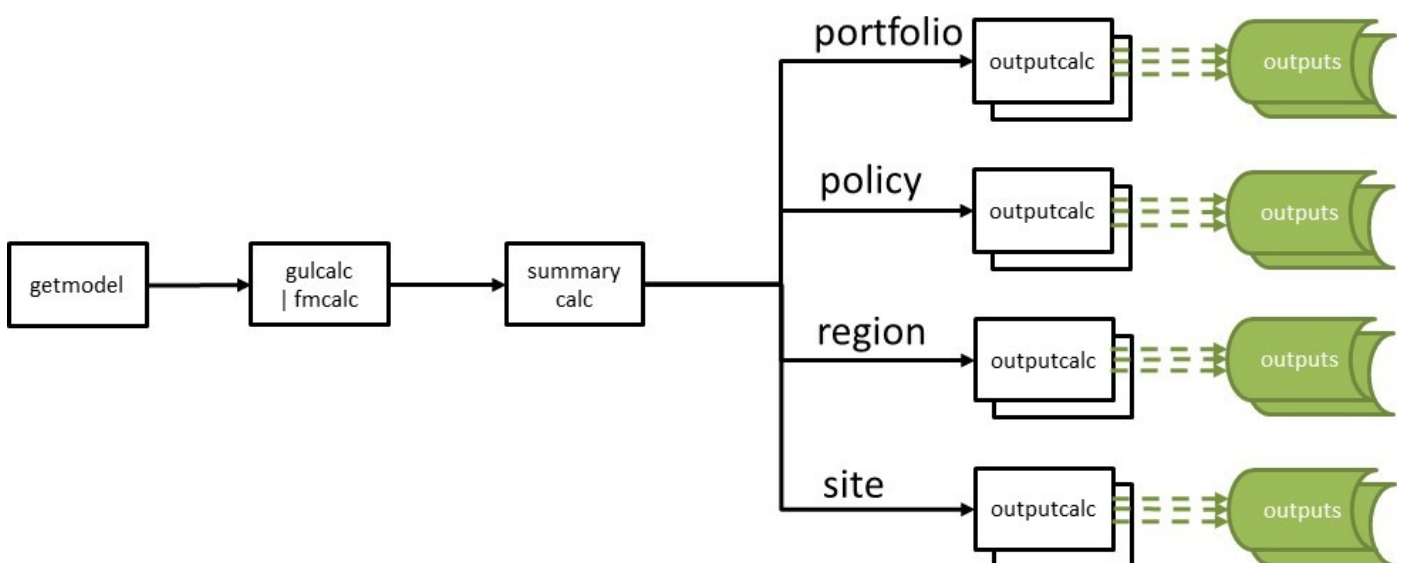 portfolio
outputcalc
outputs
policy
outputcalc
outputs
getmodel
gulcalc
| fmcalc
summary
calc
region
outputcalc
outputs
site
outputcalc
outputs